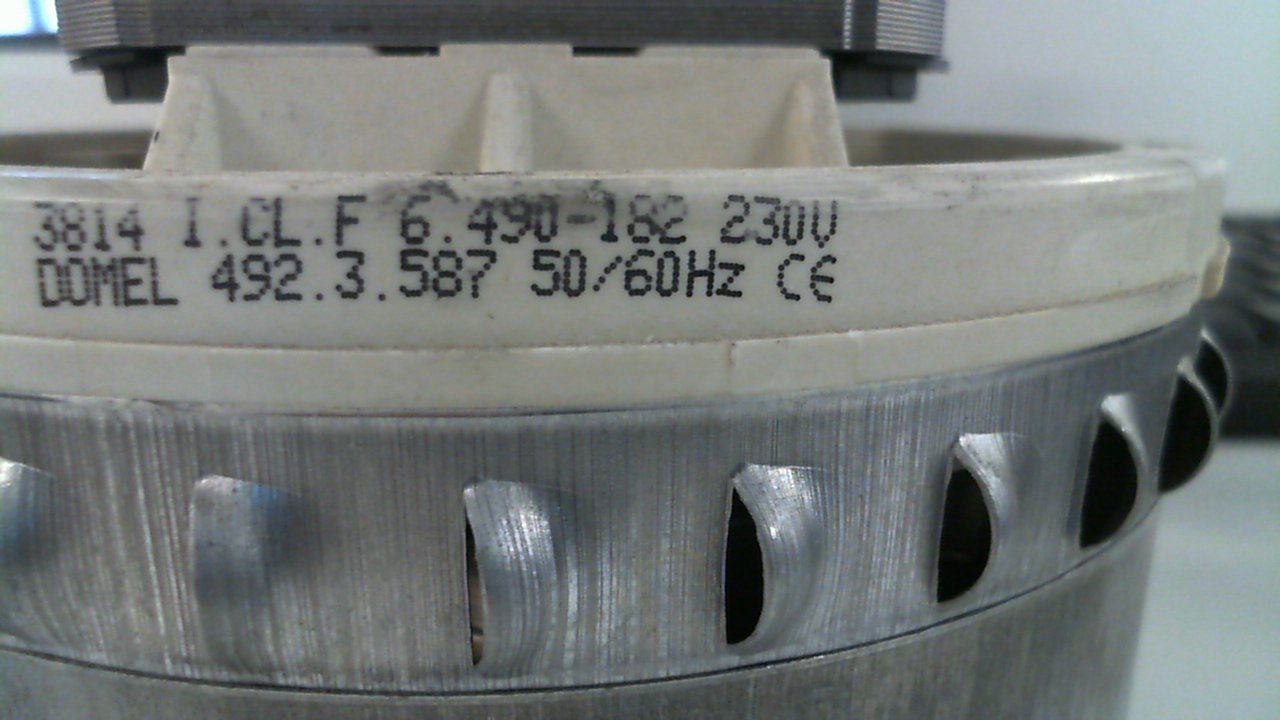 3814 I.CL.F 6.490-182 230V
DOMEL 492.3.587 50/60Hz CE